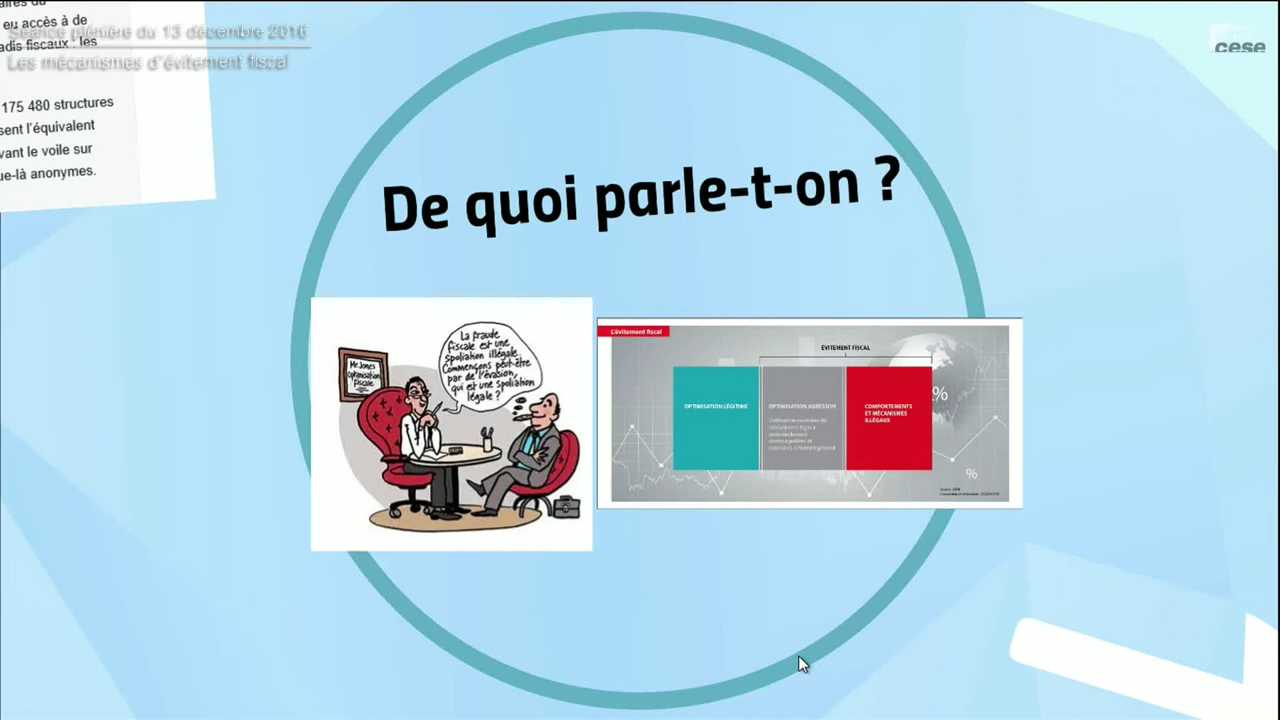 eu accès à de
Séance plénière du 13 décembre 2016
adis fiscaux : les
Les mécanismes d'évitement fiscal
175 480 structures
sent l'équivalent
vant le voile sur
ue-là anonymes.
cese
De quoi parle-t-on ?
La fraude
fiscale est une
spoliation illégale.
Commençons peut-être
par de l'évasion,
qui est une spoliation
légale ?
Mr. Jones
optimisation
fiscale
L'évitement fiscal
ÉVITEMENT FISCAL
OPTIMISATION LÉGITIME
OPTIMISATION AGRESSIVE
COMPORTEMENTS
ET MÉCANISMES
ILLÉGAUX
%
%